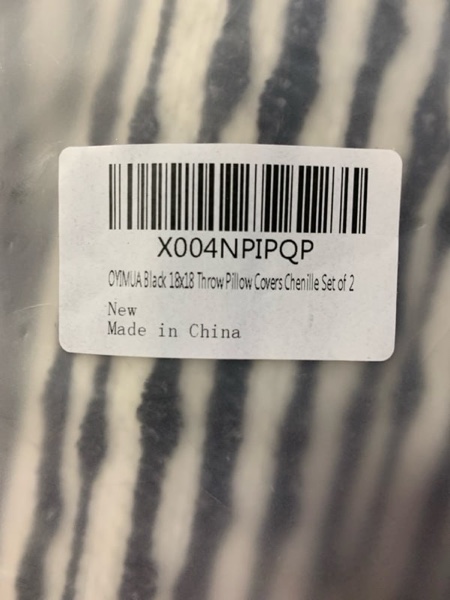 X004NPIPQP
OYIMUA Black 18x18 Throw Pillow Covers Chenille Set of 2
New
Made in China